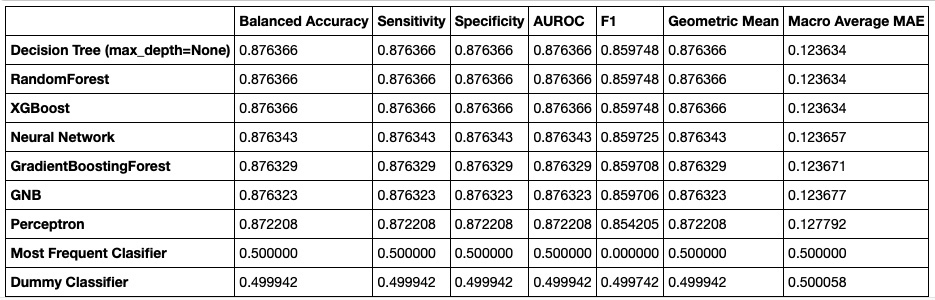 Balanced Accuracy Sensitivity Specificity AUROC F1 Geometric Mean Macro Average MAE
Decision Tree (max_depth=None) 0.876366 0.876366 0.876366 0.876366 0.859748 0.876366 0.123634
RandomForest 0.876366 0.876366 0.876366 0.876366 0.859748 0.876366 0.123634
XGBoost 0.876366 0.876366 0.876366 0.876366 0.859748 0.876366 0.123634
Neural Network 0.876343 0.876343 0.876343 0.876343 0.859725 0.876343 0.123657
GradientBoostingForest 0.876329 0.876329 0.876329 0.876329 0.859708 0.876329 0.123671
GNB 0.876323 0.876323 0.876323 0.876323 0.859706 0.876323 0.123677
Perceptron 0.872208 0.872208 0.872208 0.872208 0.854205 0.872208 0.127792
Most Frequent Clasifier 0.500000 0.500000 0.500000 0.500000 0.000000 0.500000 0.500000
Dummy Classifier 0.499942 0.499942 0.499942 0.499942 0.499742 0.499942 0.500058